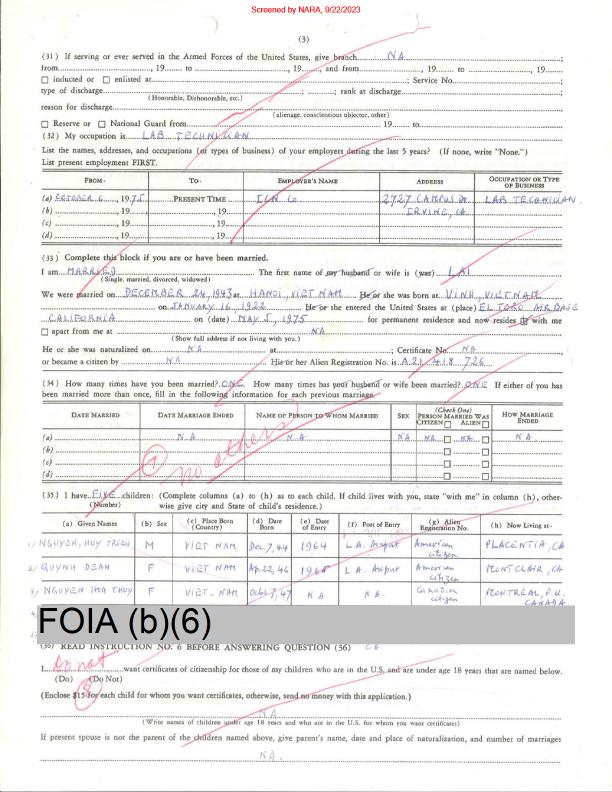 Screened by NARA, 9/22/2023
(3)
(31) If serving or ever served in the Armed Forces of the United States, give branch NA ;
from , 19 to , 19 , and from , 19 to , 19 ;
☐ inducted or ☐ enlisted at ; Service No. ;
type of discharge ; ; rank at discharge ;
(Honorable, Dishonorable, etc.)
reason for discharge
(alienage, conscientious objector, other)
☐ Reserve or ☐ National Guard from 19 to , 19
(32) My occupation is LAB TECHNICIAN
List the names, addresses, and occupations (or types of business) of your employers during the last 5 years? (If none, write "None.")
List present employment FIRST.
FROM- TO- EMPLOYER'S NAME ADDRESS OCCUPATION OR TYPE OF BUSINESS
(a) OCTOBER 6, 1975 PRESENT TIME ICN Co 2727 CAMPUS Dr. LAB TECHNICIAN
(b) , 19 , 19 IRVINE, CA.
(c) , 19 , 19
(d) , 19 , 19
(33) Complete this block if you are or have been married.
I am MARRIED The first name of my husband or wife is (was) LAI
(Single, married, divorced, widowed)
We were married on DECEMBER 24, 1943 at HANOI, VIET NAM He or she was born at VINH, VIET NAM
on JANUARY 16, 1922 He or she entered the United States at (place) EL TORO AIR BASE
CALIFORNIA on (date) MAY 5, 1975 for permanent residence and now resides ☒ with me
☐ apart from me at NA
(Show full address if not living with you.)
He or she was naturalized on NA at ; Certificate No. NA
or became a citizen by NA His or her Alien Registration No. is A 21 418 726
(34) How many times have you been married? ONE How many times has your husband or wife been married? ONE If either of you has
been married more than once, fill in the following information for each previous marriage.
DATE MARRIED DATE MARRIAGE ENDED NAME OF PERSON TO WHOM MARRIED SEX (Check One) PERSON MARRIED WAS CITIZEN ☐ ALIEN ☐ HOW MARRIAGE ENDED
(a) NA NA NA NA ☐ NA ☐ NA
(b) ☐ ☐
(c) ☐ ☐
(d) ☐ ☐
7 no others
(35) I have FIVE children: (Complete columns (a) to (h) as to each child. If child lives with you, state "with me" in column (h), other-
(Number) wise give city and State of child's residence.)
(a) Given Names (b) Sex (c) Place Born (Country) (d) Date Born (e) Date of Entry (f) Port of Entry (g) Alien Registration No. (h) Now Living at-
1/ NGUYEN, HUY TRIEU M VIET NAM Dec 7, 44 1964 L.A. Airport American citizen PLACENTIA, CA
2/ QUYNH DEAN F VIET NAM Ap. 22, 46 1965 L.A. Airport American citizen MONTCLAIR, CA
3/ NGUYEN HOA THUY F VIET-NAM 7, 47 NA NA. Canadian citizen MONTREAL, P.Q. CANADA
FOIA (b)(6)
READ INSTRUCTION NO. 6 BEFORE ANSWERING QUESTION (36)
I do not want certificates of citizenship for those of my children who are in the U.S. and are under age 18 years that are named below.
(Do) (Do Not)
8
(Enclose $15 for each child for whom you want certificates, otherwise, send no money with this application.)
NA
(Write names of children under age 18 years and who are in the U.S. for whom you want certificates)
If present spouse is not the parent of the children named above, give parent's name, date and place of naturalization, and number of marriages
NA.